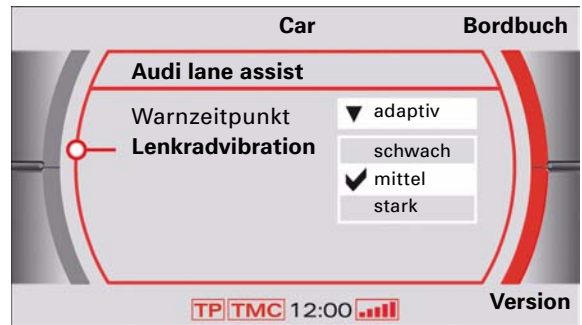 Car Bordbuch
Audi lane assist
Warnzeitpunkt adaptiv
Lenkradvibration schwach
mittel
stark
TP TMC 12:00
Version